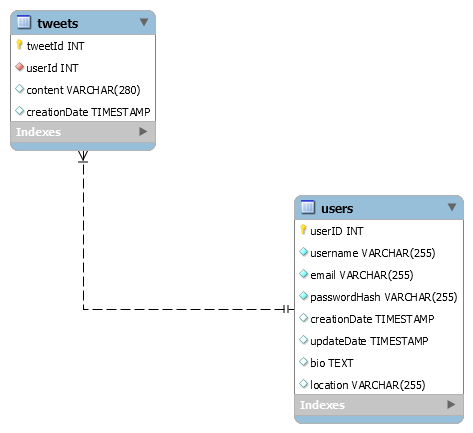 tweets
tweetId INT
userId INT
content VARCHAR(280)
creationDate TIMESTAMP
Indexes
users
userID INT
username VARCHAR(255)
email VARCHAR(255)
passwordHash VARCHAR(255)
creationDate TIMESTAMP
updateDate TIMESTAMP
bio TEXT
location VARCHAR(255)
Indexes